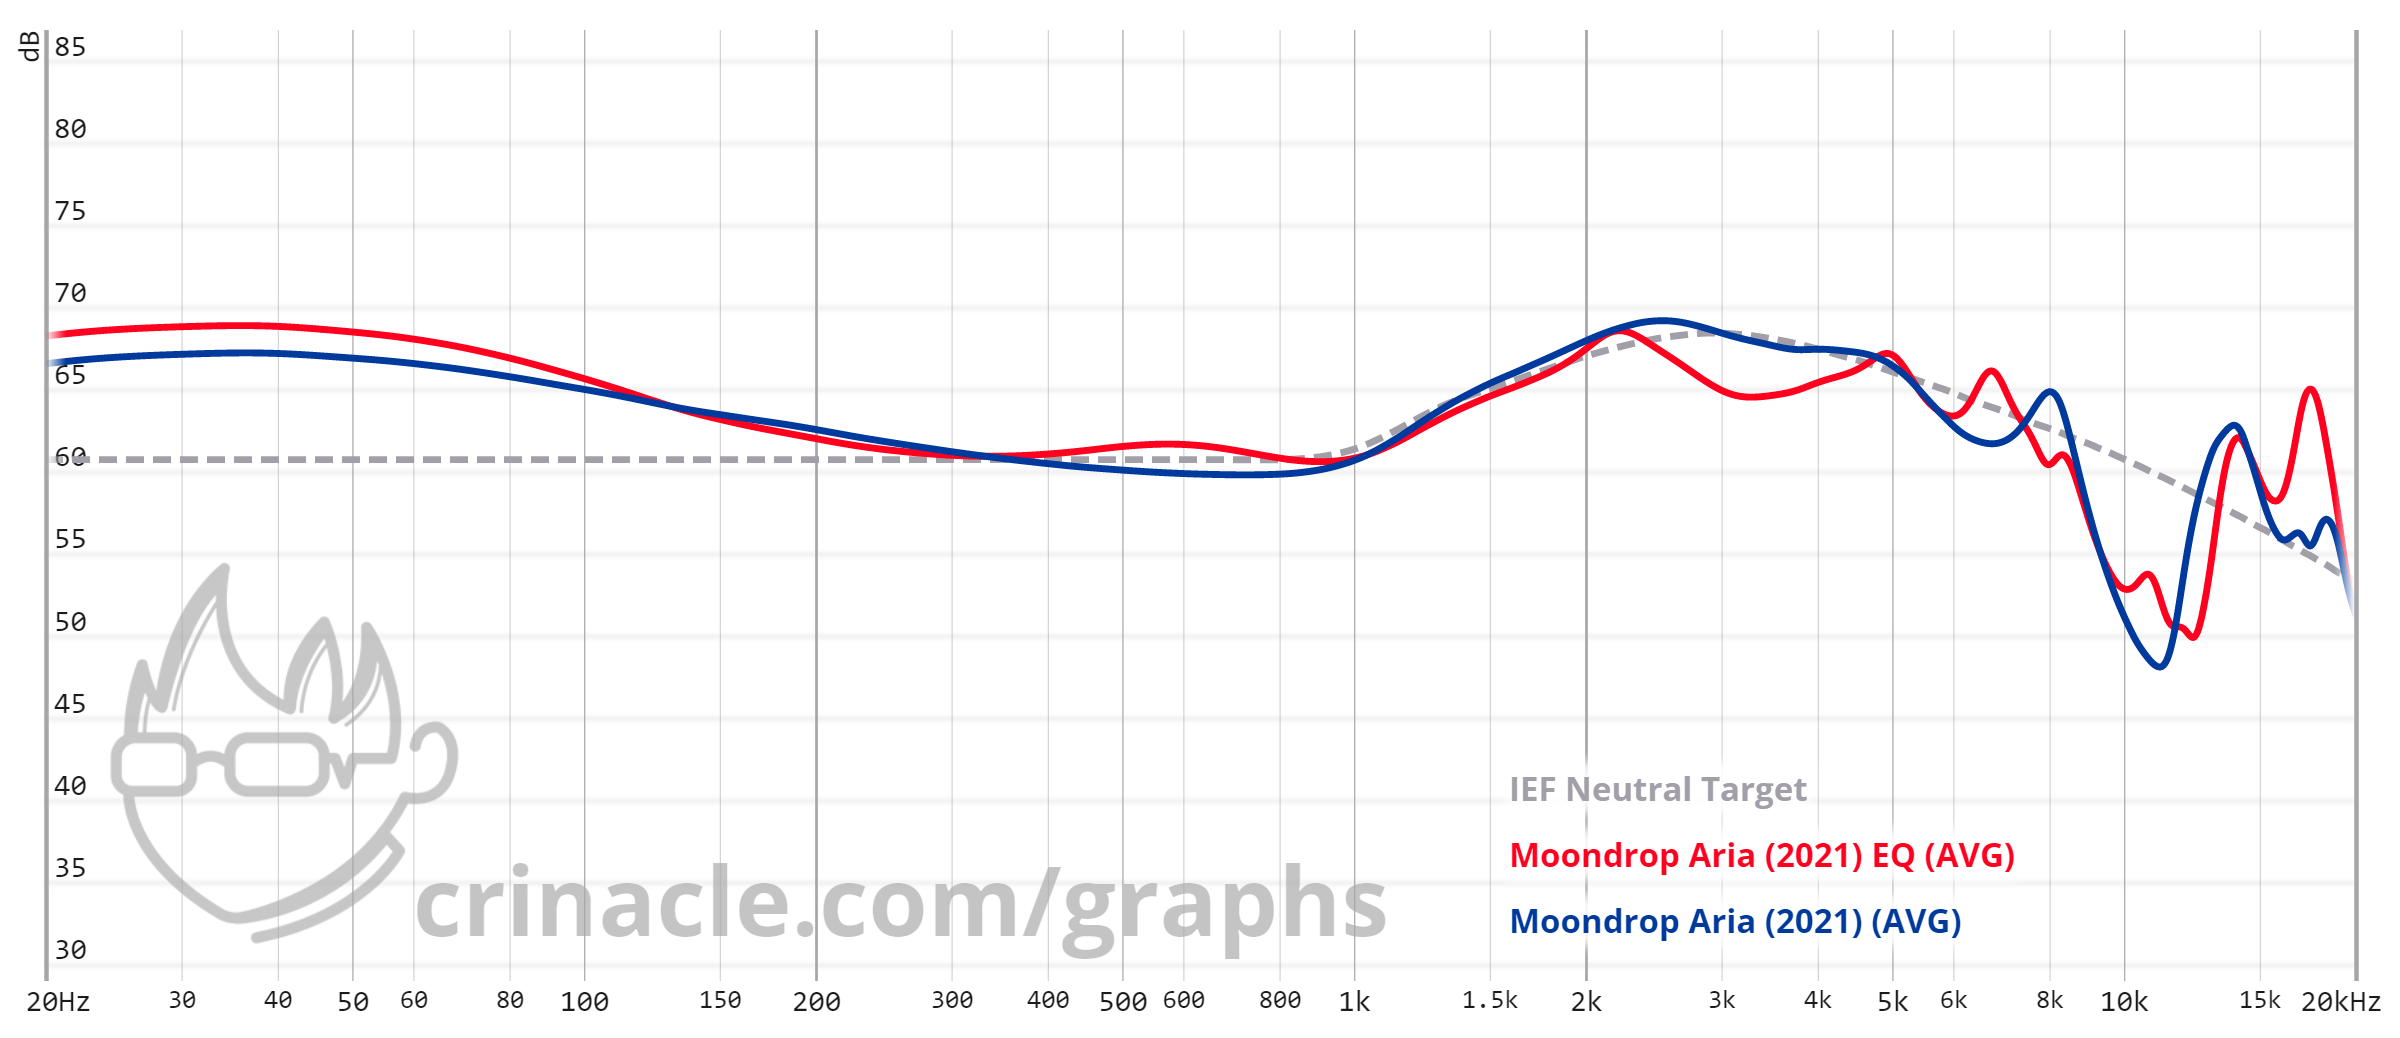 dB
85
80
75
70
65
60
55
50
45
40
35
30
IEF Neutral Target
Moondrop Aria (2021) EQ (AVG)
Moondrop Aria (2021) (AVG)
crinacle.com/graphs
20Hz 30 40 50 60 80 100 150 200 300 400 500 600 800 1k 1.5k 2k 3k 4k 5k 6k 8k 10k 15k 20kHz